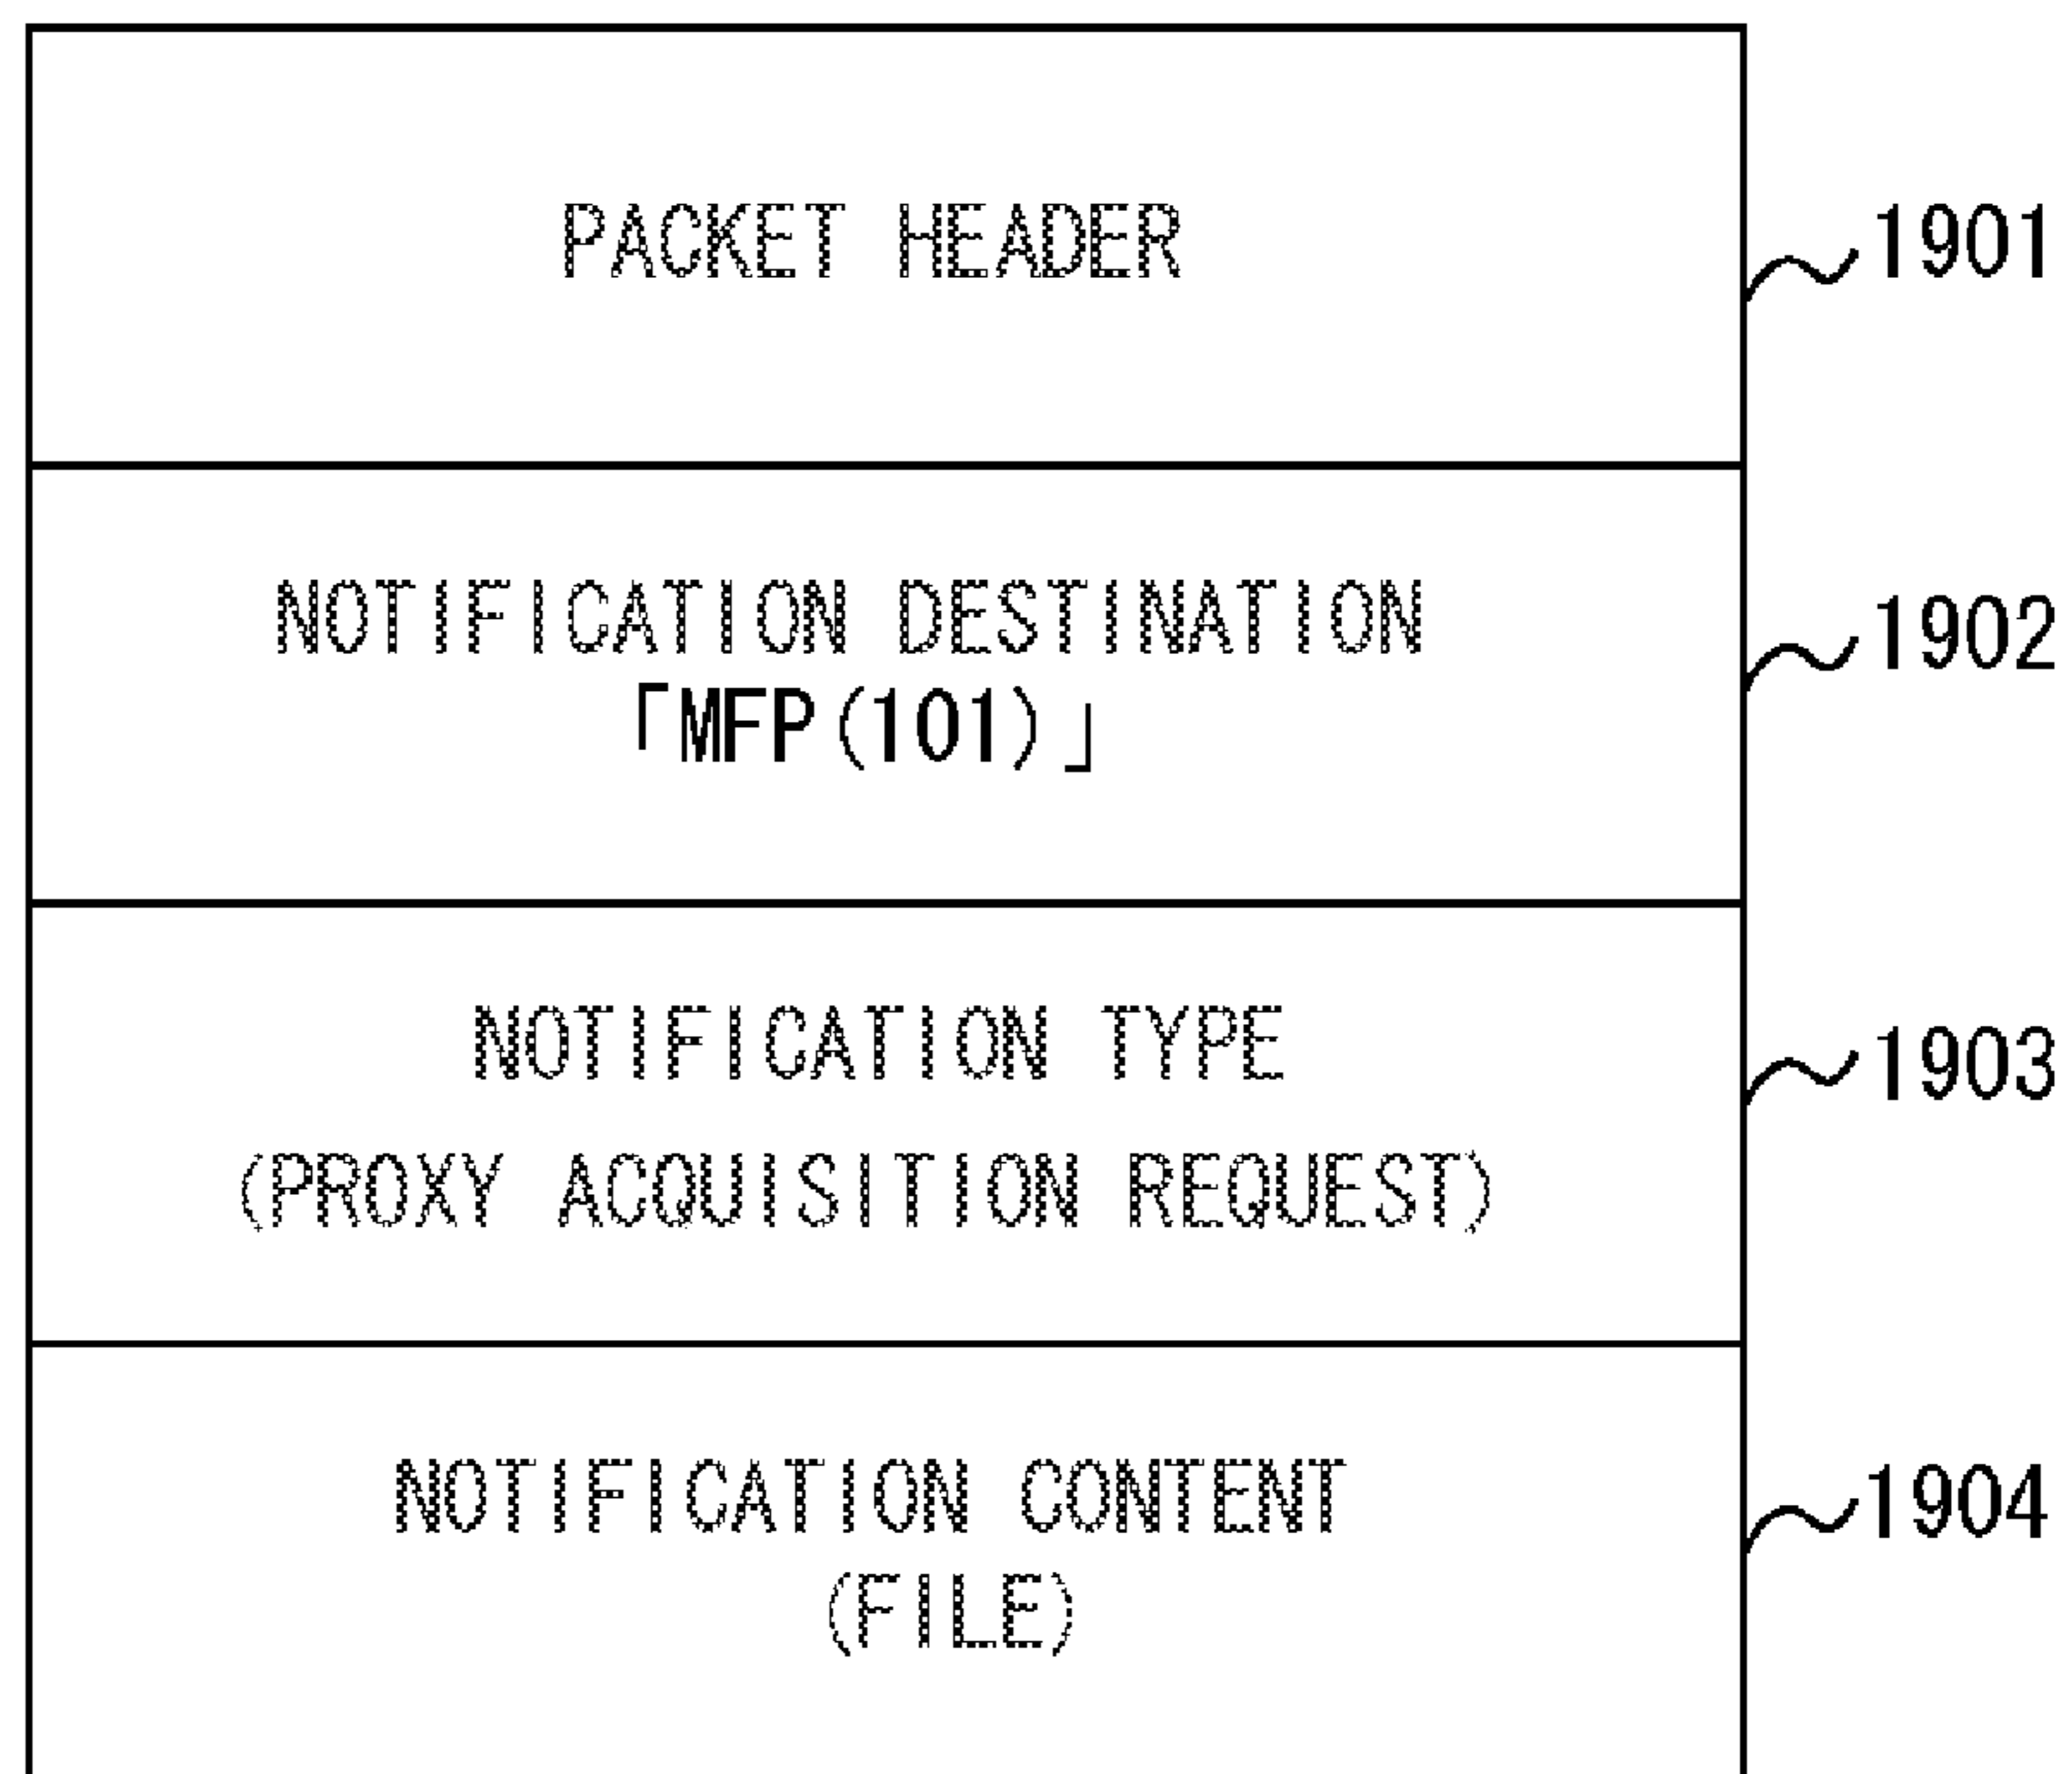 PACKET HEADER
1901
NOTIFICATION DESTINATION
「MFP(101)」
1902
NOTIFICATION TYPE
(PROXY ACQUISITION REQUEST)
1903
NOTIFICATION CONTENT
(FILE)
1904